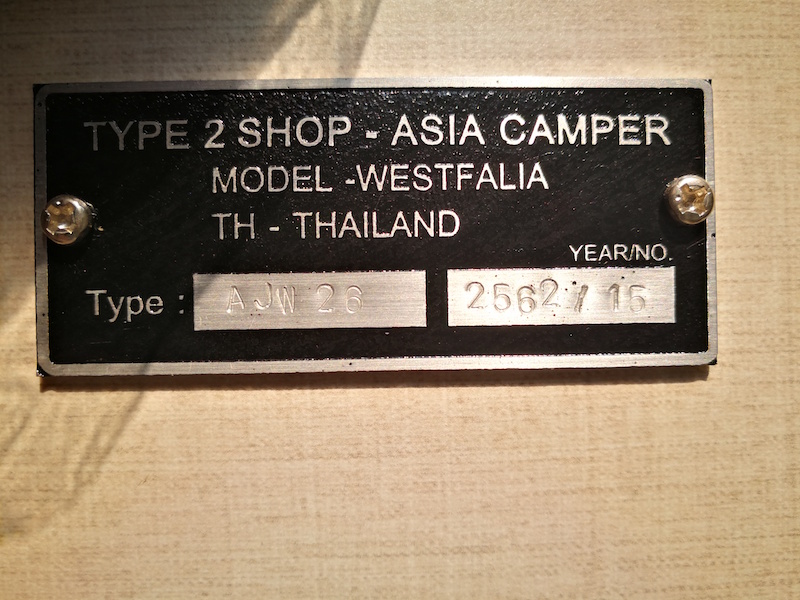 TYPE 2 SHOP - ASIA CAMPER
MODEL -WESTFALIA
TH - THAILAND
YEAR/NO.
Type : AJW 26 2562 / 15